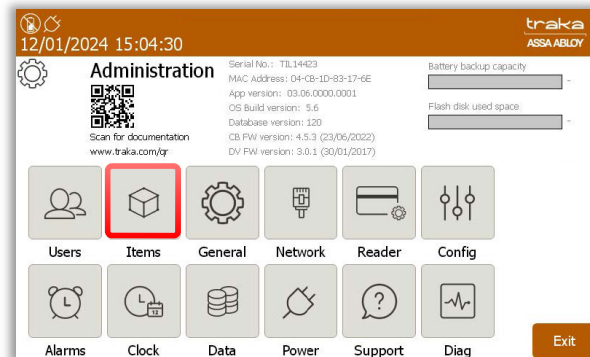 traka
12/01/2024 15:04:30
ASSA ABLOY
Administration
Scan for documentation
www.traka.com/qr
Serial No.: TIL14423
MAC Address: 04-CB-1D-83-17-6E
App version: 03.06.0000.0001
OS Build version: 5.6
Database version: 120
CB FW version: 4.5.3 (23/06/2022)
DV FW version: 3.0.1 (30/01/2017)
Battery backup capacity
-
Flash disk used space
-
Users
Items
General
Network
Reader
Config
12
Alarms
Clock
Data
Power
Support
Diag
Exit